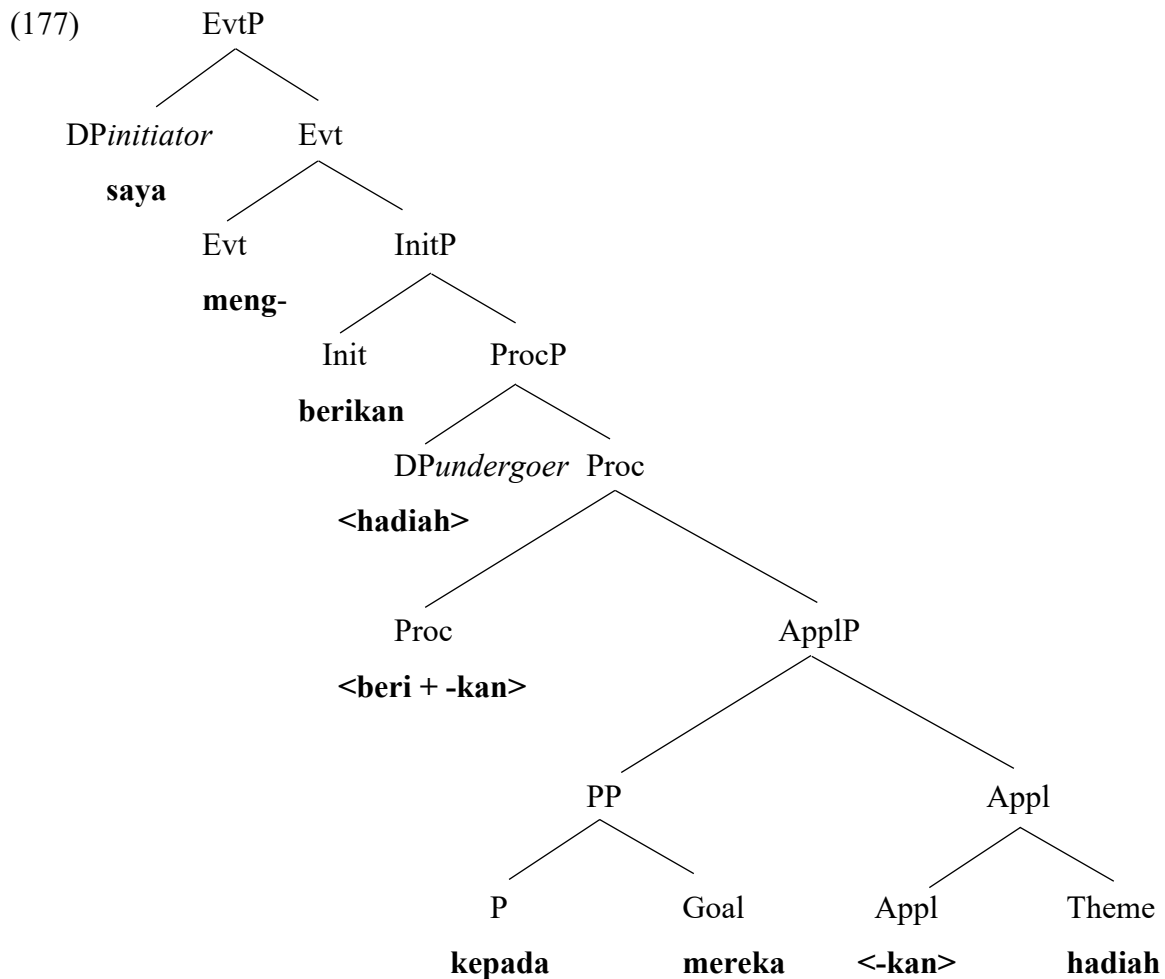 (177) EvtP
DPinitiator Evt
saya
Evt InitP
meng-
Init ProcP
berikan
DPundergoer Proc
<hadiah>
Proc ApplP
<beri + -kan>
PP Appl
P Goal Appl Theme
kepada mereka <-kan> hadiah